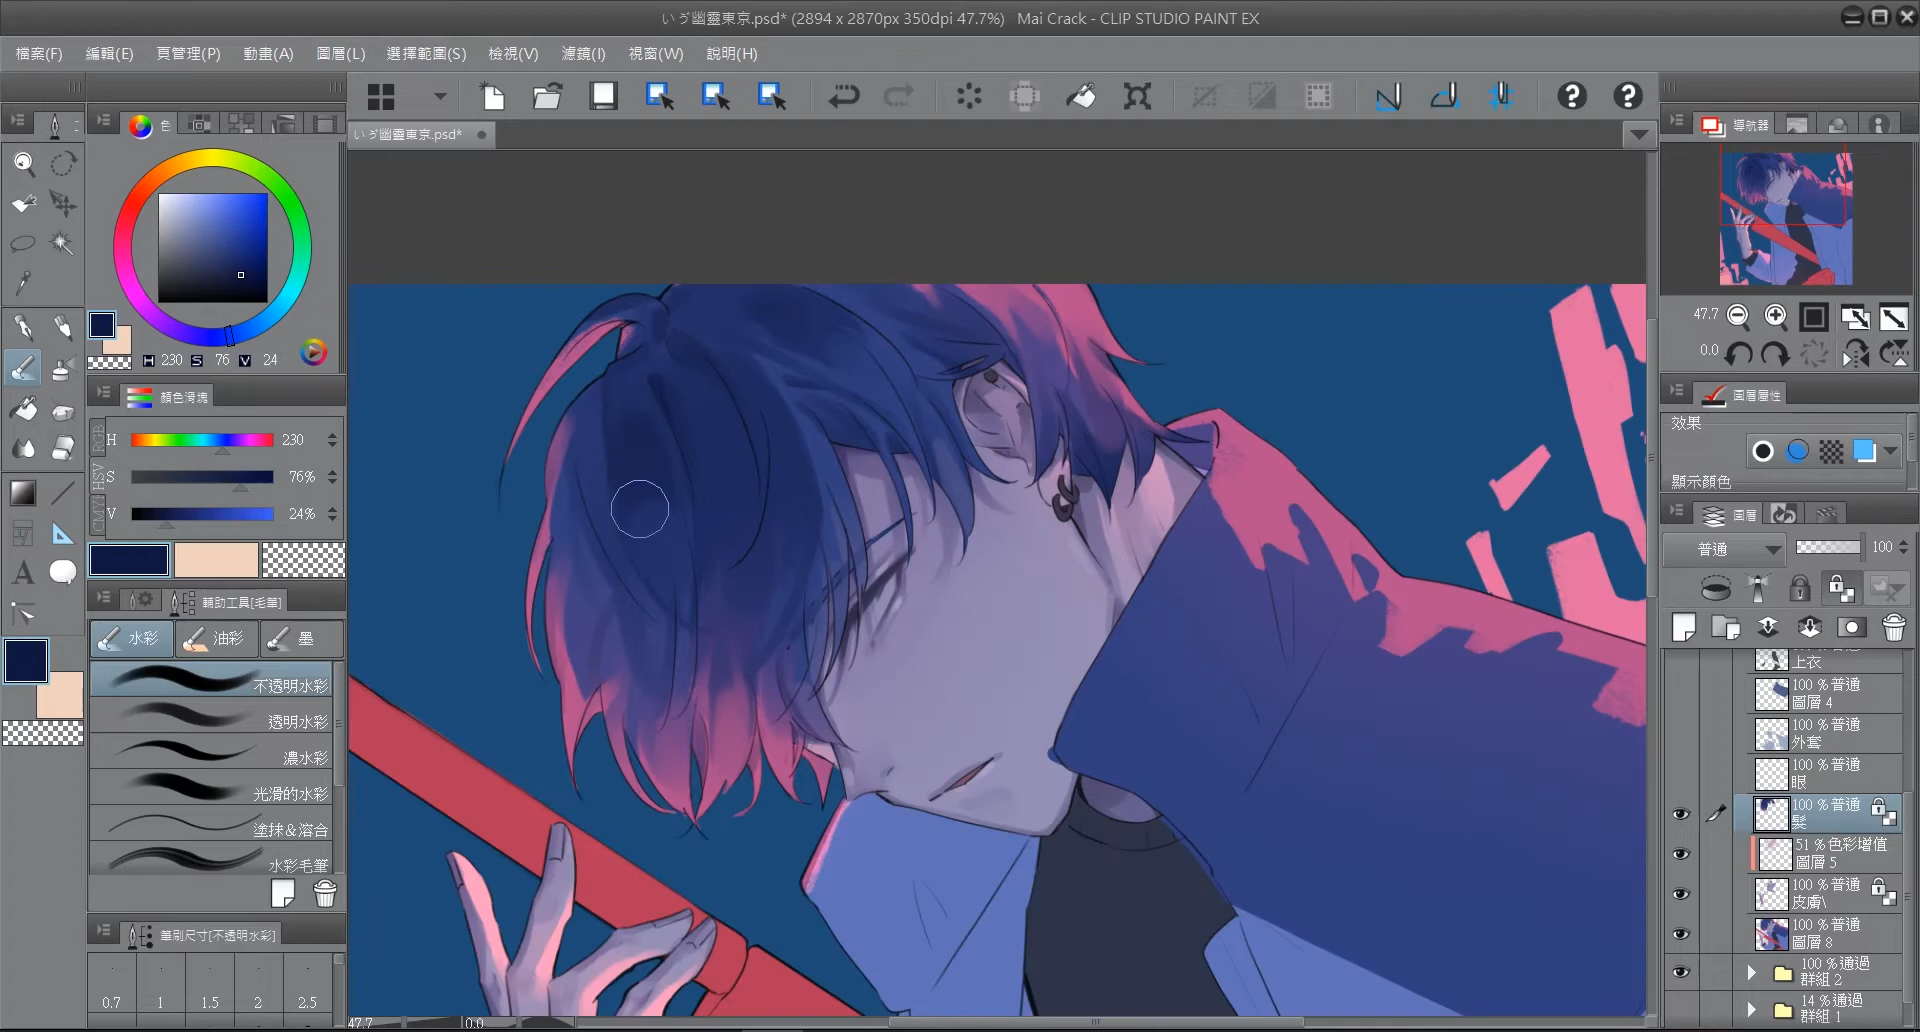 いゔ幽靈東京.psd* (2894 x 2870px 350dpi 47.7%)   Mai Crack - CLIP STUDIO PAINT EX
檔案(F) 編輯(E) 頁管理(P) 動畫(A) 圖層(L) 選擇範圍(S) 檢視(V) 濾鏡(I) 視窗(W) 說明(H)
いゔ幽靈東京.psd*
色
H 230 S 76 V 24
顏色滑塊
RGB
HSV
H 230
S 76%
V 24%
輔助工具[毛筆]
水彩 油彩 墨
不透明水彩
透明水彩
濃水彩
光滑的水彩
塗抹&溶合
水彩毛筆
筆刷尺寸[不透明水彩]
0.7 1 1.5 2 2.5
47.7 0.0
導航器
47.7
0.0
圖層屬性
效果
顯示顏色
圖層
普通 100
上衣
100 %普通
圖層 4
100 %普通
外套
100 %普通
眼
100 %普通
髮
51 %色彩增值
圖層 5
100 %普通
皮膚\
100 %普通
圖層 8
100 %通過
群組 2
14 %通過
群組 1